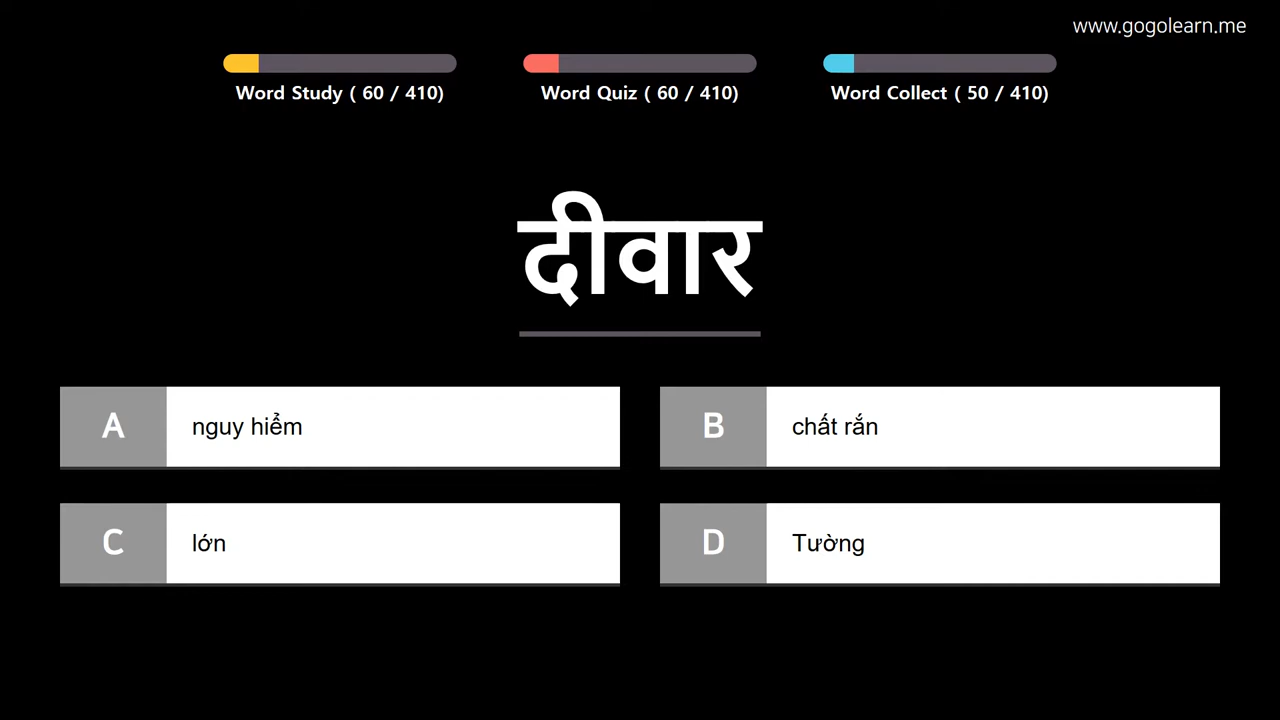 www.gogolearn.me
Word Study ( 60 / 410)
Word Quiz ( 60 / 410)
Word Collect ( 50 / 410)
दीवार
A
nguy hiểm
B
chất rắn
C
lớn
D
Tường